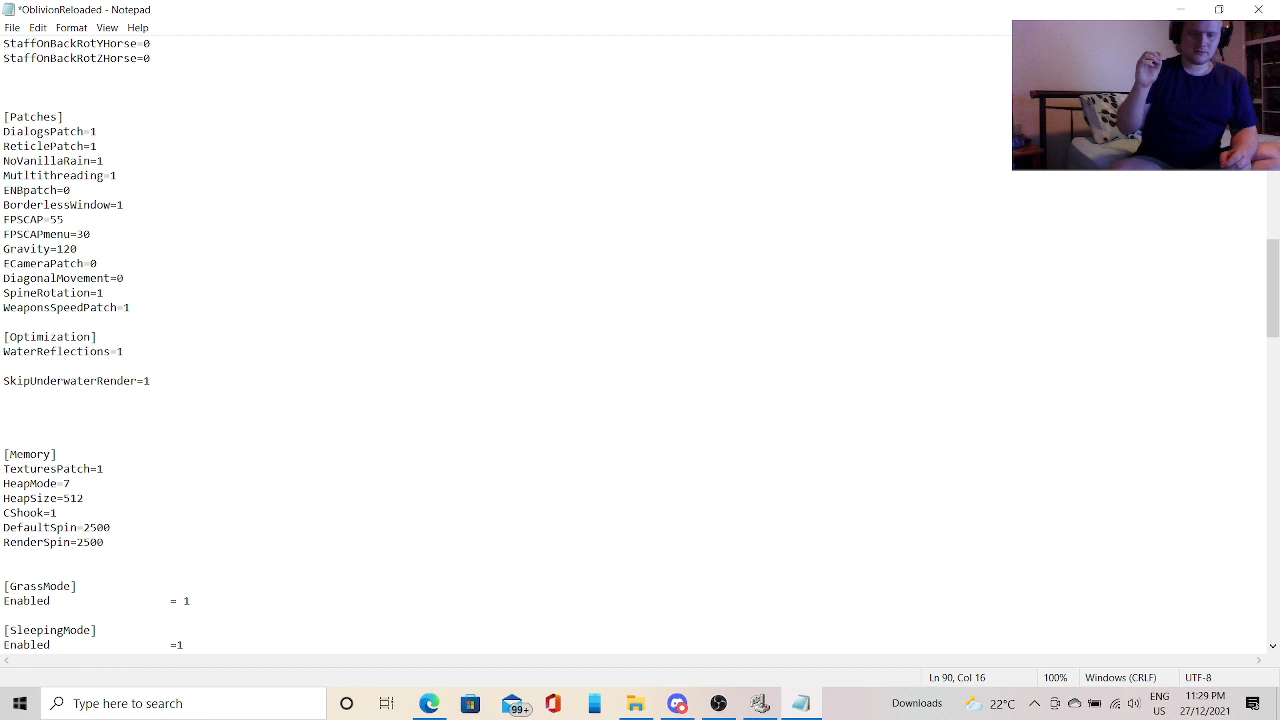 *OblivionReloaded - Notepad
File Edit Format View Help
StaffOnBackRotYHorse=0
StaffOnBackRotZHorse=0
[Patches]
DialogsPatch=1
ReticlePatch=1
NoVanillaRain=1
Mutltithreading=1
ENBpatch=0
BorderlessWindow=1
FPSCAP=55
FPSCAPmenu=30
Gravity=120
ECameraPatch=0
DiagonalMovement=0
SpineRotation=1
WeaponsSpeedPatch=1
[Optimization]
WaterReflections=1
SkipUnderwaterRender=1
[Memory]
TexturesPatch=1
HeapMode=7
HeapSize=512
CShook=1
DefaultSpin=2500
RenderSpin=2500
[GrassMode]
Enabled = 1
[SleepingMode]
Enabled =1
Ln 90, Col 16 100% Windows (CRLF) UTF-8
Type here to search 99+ Downloads 22°C ENG US 11:29 PM 27/12/2021